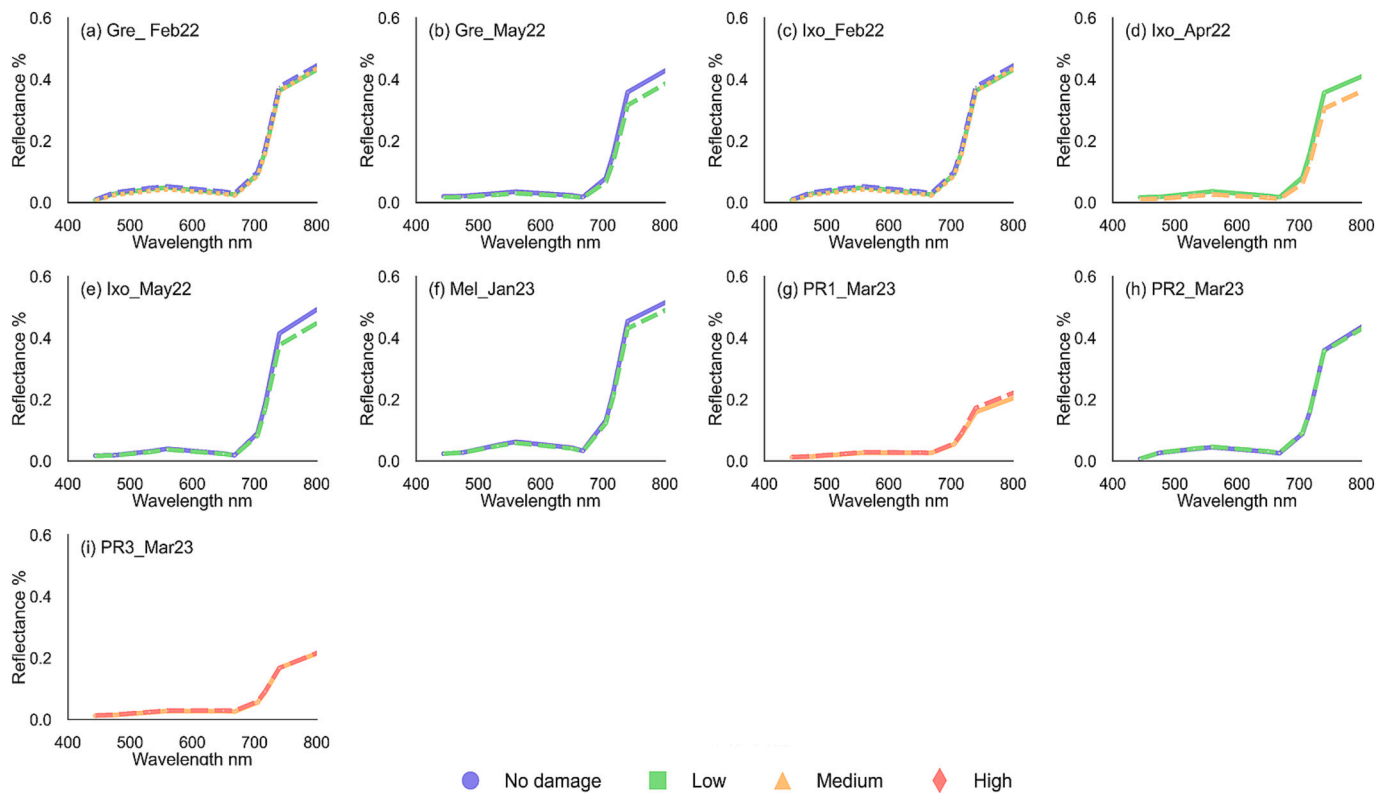 (a) Gre_ Feb22
(b) Gre_May22
(c) Ixo_Feb22
(d) Ixo_Apr22
Reflectance %
0.6
0.4
0.2
0.0
400 500 600 700 800
Wavelength nm
Reflectance %
0.6
0.4
0.2
0.0
400 500 600 700 800
Wavelength nm
Reflectance %
0.6
0.4
0.2
0.0
400 500 600 700 800
Wavelength nm
Reflectance %
0.6
0.4
0.2
0.0
400 500 600 700 800
Wavelength nm
(e) Ixo_May22
(f) Mel_Jan23
(g) PR1_Mar23
(h) PR2_Mar23
Reflectance %
0.6
0.4
0.2
0.0
400 500 600 700 800
Wavelength nm
Reflectance %
0.6
0.4
0.2
0.0
400 500 600 700 800
Wavelength nm
Reflectance %
0.6
0.4
0.2
0.0
400 500 600 700 800
Wavelength nm
Reflectance %
0.6
0.4
0.2
0.0
400 500 600 700 800
Wavelength nm
(i) PR3_Mar23
Reflectance %
0.6
0.4
0.2
0.0
400 500 600 700 800
Wavelength nm
No damage Low Medium High